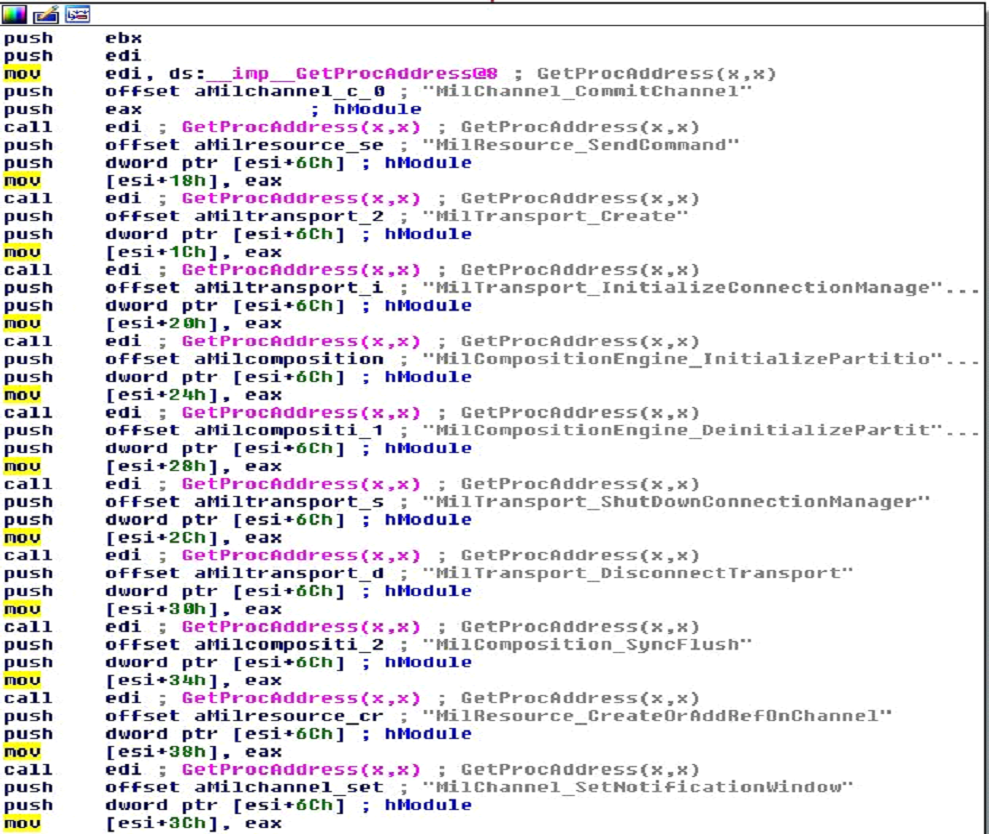 push ebx
push edi
mov edi, ds:__imp__GetProcAddress@8 ; GetProcAddress(x,x)
push offset aMilchannel_c_0 ; "MilChannel_CommitChannel"
push eax ; hModule
call edi ; GetProcAddress(x,x) ; GetProcAddress(x,x)
push offset aMilresource_se ; "MilResource_SendCommand"
push dword ptr [esi+6Ch] ; hModule
mov [esi+18h], eax
call edi ; GetProcAddress(x,x) ; GetProcAddress(x,x)
push offset aMiltransport_2 ; "MilTransport_Create"
push dword ptr [esi+6Ch] ; hModule
mov [esi+1Ch], eax
call edi ; GetProcAddress(x,x) ; GetProcAddress(x,x)
push offset aMiltransport_i ; "MilTransport_InitializeConnectionManage"...
push dword ptr [esi+6Ch] ; hModule
mov [esi+20h], eax
call edi ; GetProcAddress(x,x) ; GetProcAddress(x,x)
push offset aMilcomposition ; "MilCompositionEngine_InitializePartitio"...
push dword ptr [esi+6Ch] ; hModule
mov [esi+24h], eax
call edi ; GetProcAddress(x,x) ; GetProcAddress(x,x)
push offset aMilcompositi_1 ; "MilCompositionEngine_DeinitializePartit"...
push dword ptr [esi+6Ch] ; hModule
mov [esi+28h], eax
call edi ; GetProcAddress(x,x) ; GetProcAddress(x,x)
push offset aMiltransport_s ; "MilTransport_ShutDownConnectionManager"
push dword ptr [esi+6Ch] ; hModule
mov [esi+2Ch], eax
call edi ; GetProcAddress(x,x) ; GetProcAddress(x,x)
push offset aMiltransport_d ; "MilTransport_DisconnectTransport"
push dword ptr [esi+6Ch] ; hModule
mov [esi+30h], eax
call edi ; GetProcAddress(x,x) ; GetProcAddress(x,x)
push offset aMilcompositi_2 ; "MilComposition_SyncFlush"
push dword ptr [esi+6Ch] ; hModule
mov [esi+34h], eax
call edi ; GetProcAddress(x,x) ; GetProcAddress(x,x)
push offset aMilresource_cr ; "MilResource_CreateOrAddRefOnChannel"
push dword ptr [esi+6Ch] ; hModule
mov [esi+38h], eax
call edi ; GetProcAddress(x,x) ; GetProcAddress(x,x)
push offset aMilchannel_set ; "MilChannel_SetNotificationWindow"
push dword ptr [esi+6Ch] ; hModule
mov [esi+3Ch], eax